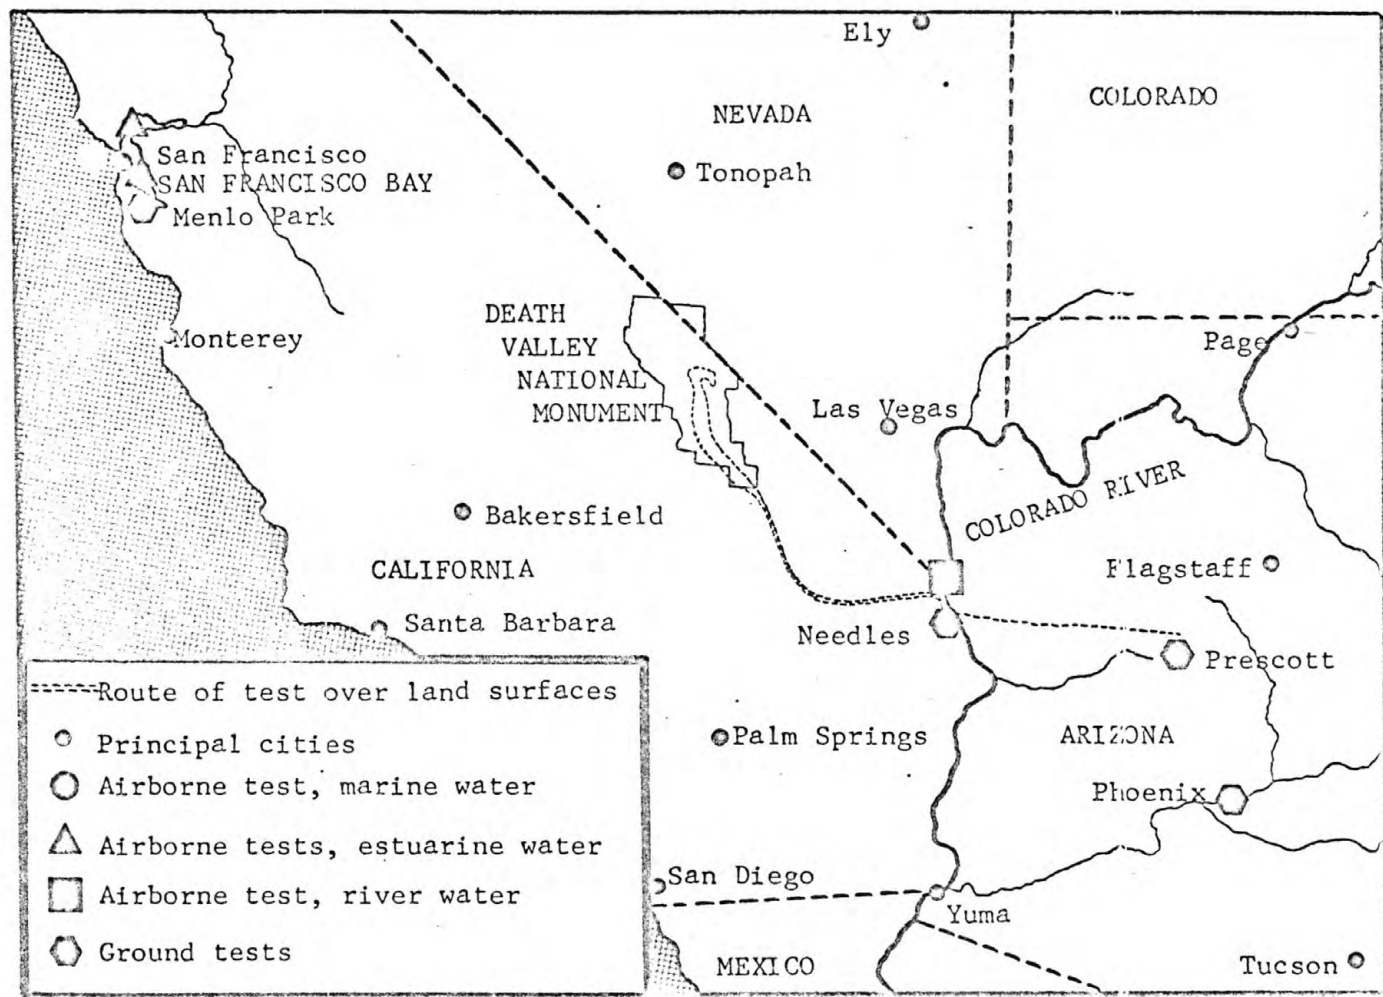 Ely
NEVADA
COLORADO
San Francisco
SAN FRANCISCO BAY
Menlo Park
Tonopah
Monterey
DEATH
VALLEY
NATIONAL
MONUMENT
Page
Las Vegas
COLORADO RIVER
Bakersfield
CALIFORNIA
Flagstaff
Santa Barbara
Needles
Prescott
Palm Springs
ARIZONA
Phoenix
San Diego
Yuma
MEXICO
Tucson
Route of test over land surfaces
Principal cities
Airborne test, marine water
Airborne tests, estuarine water
Airborne test, river water
Ground tests